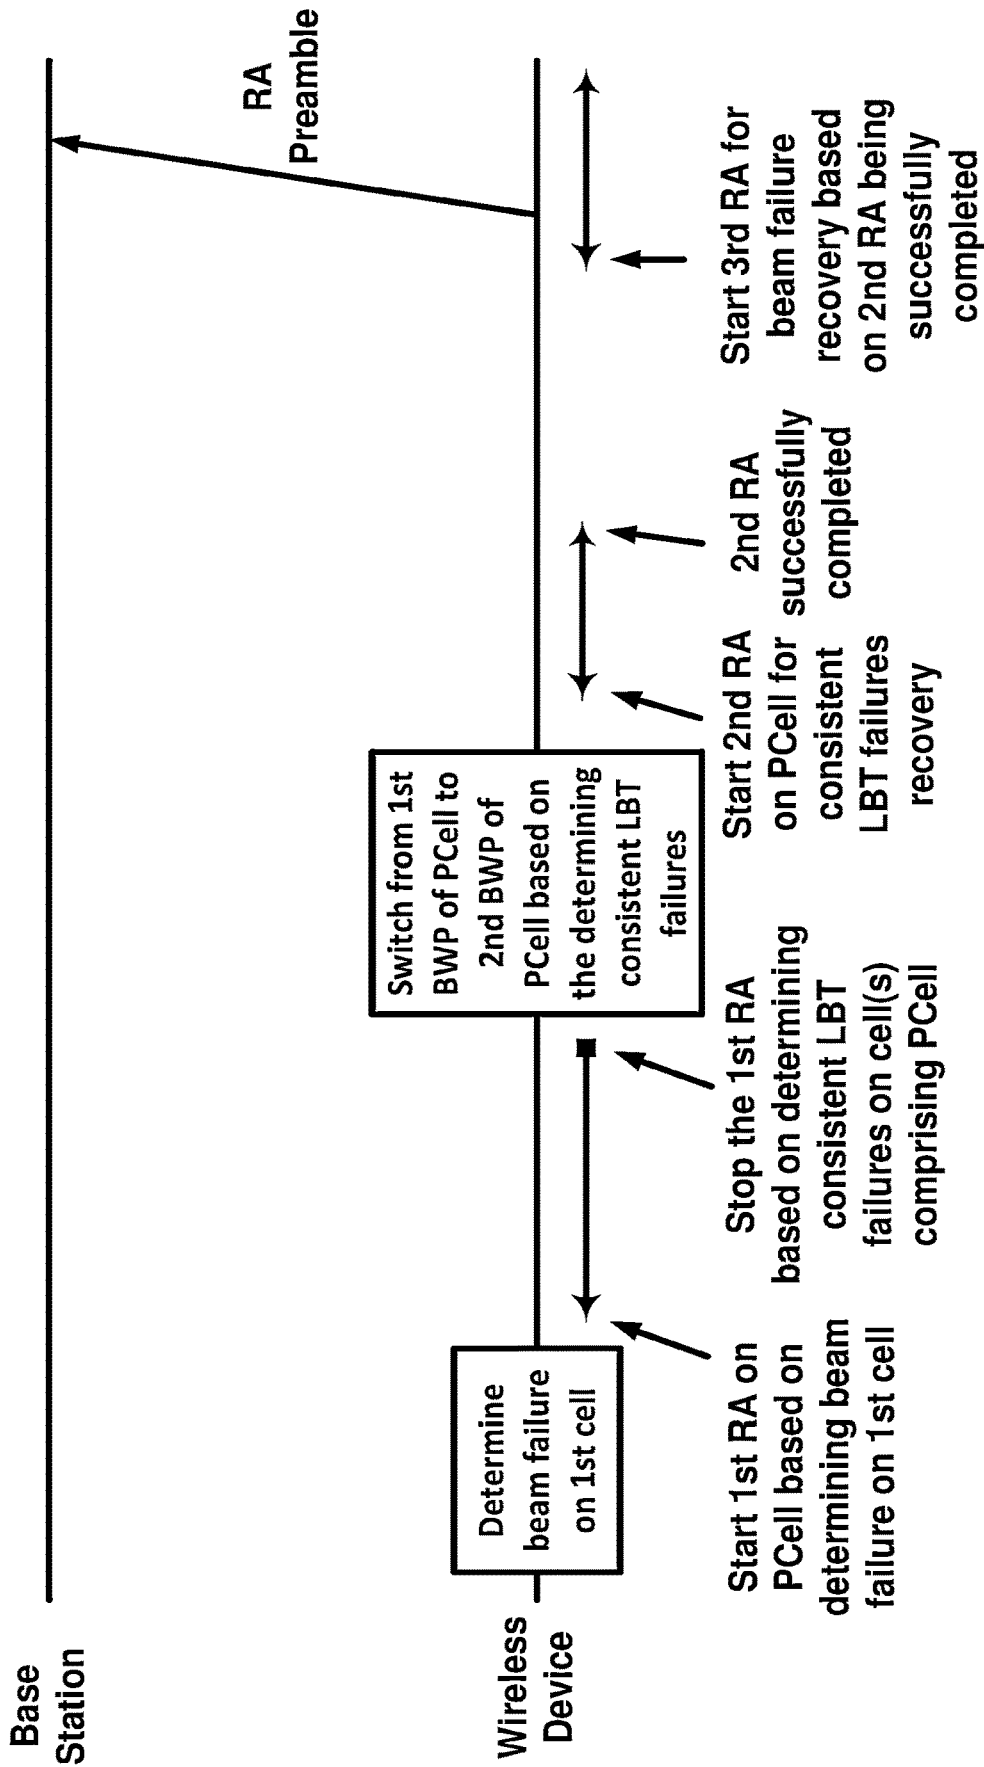 Base
Station
RA
Preamble
Wireless
Device
Determine
beam failure
on 1st cell
Switch from 1st
BWP of PCell to
2nd BWP of
PCell based on
the determining
consistent LBT
failures
Start 1st RA on
PCell based on
determining beam
failure on 1st cell
Stop the 1st RA
based on determining
consistent LBT
failures on cell(s)
comprising PCell
Start 2nd RA
on PCell for
consistent
LBT failures
recovery
2nd RA
successfully
completed
Start 3rd RA for
beam failure
recovery based
on 2nd RA being
successfully
completed